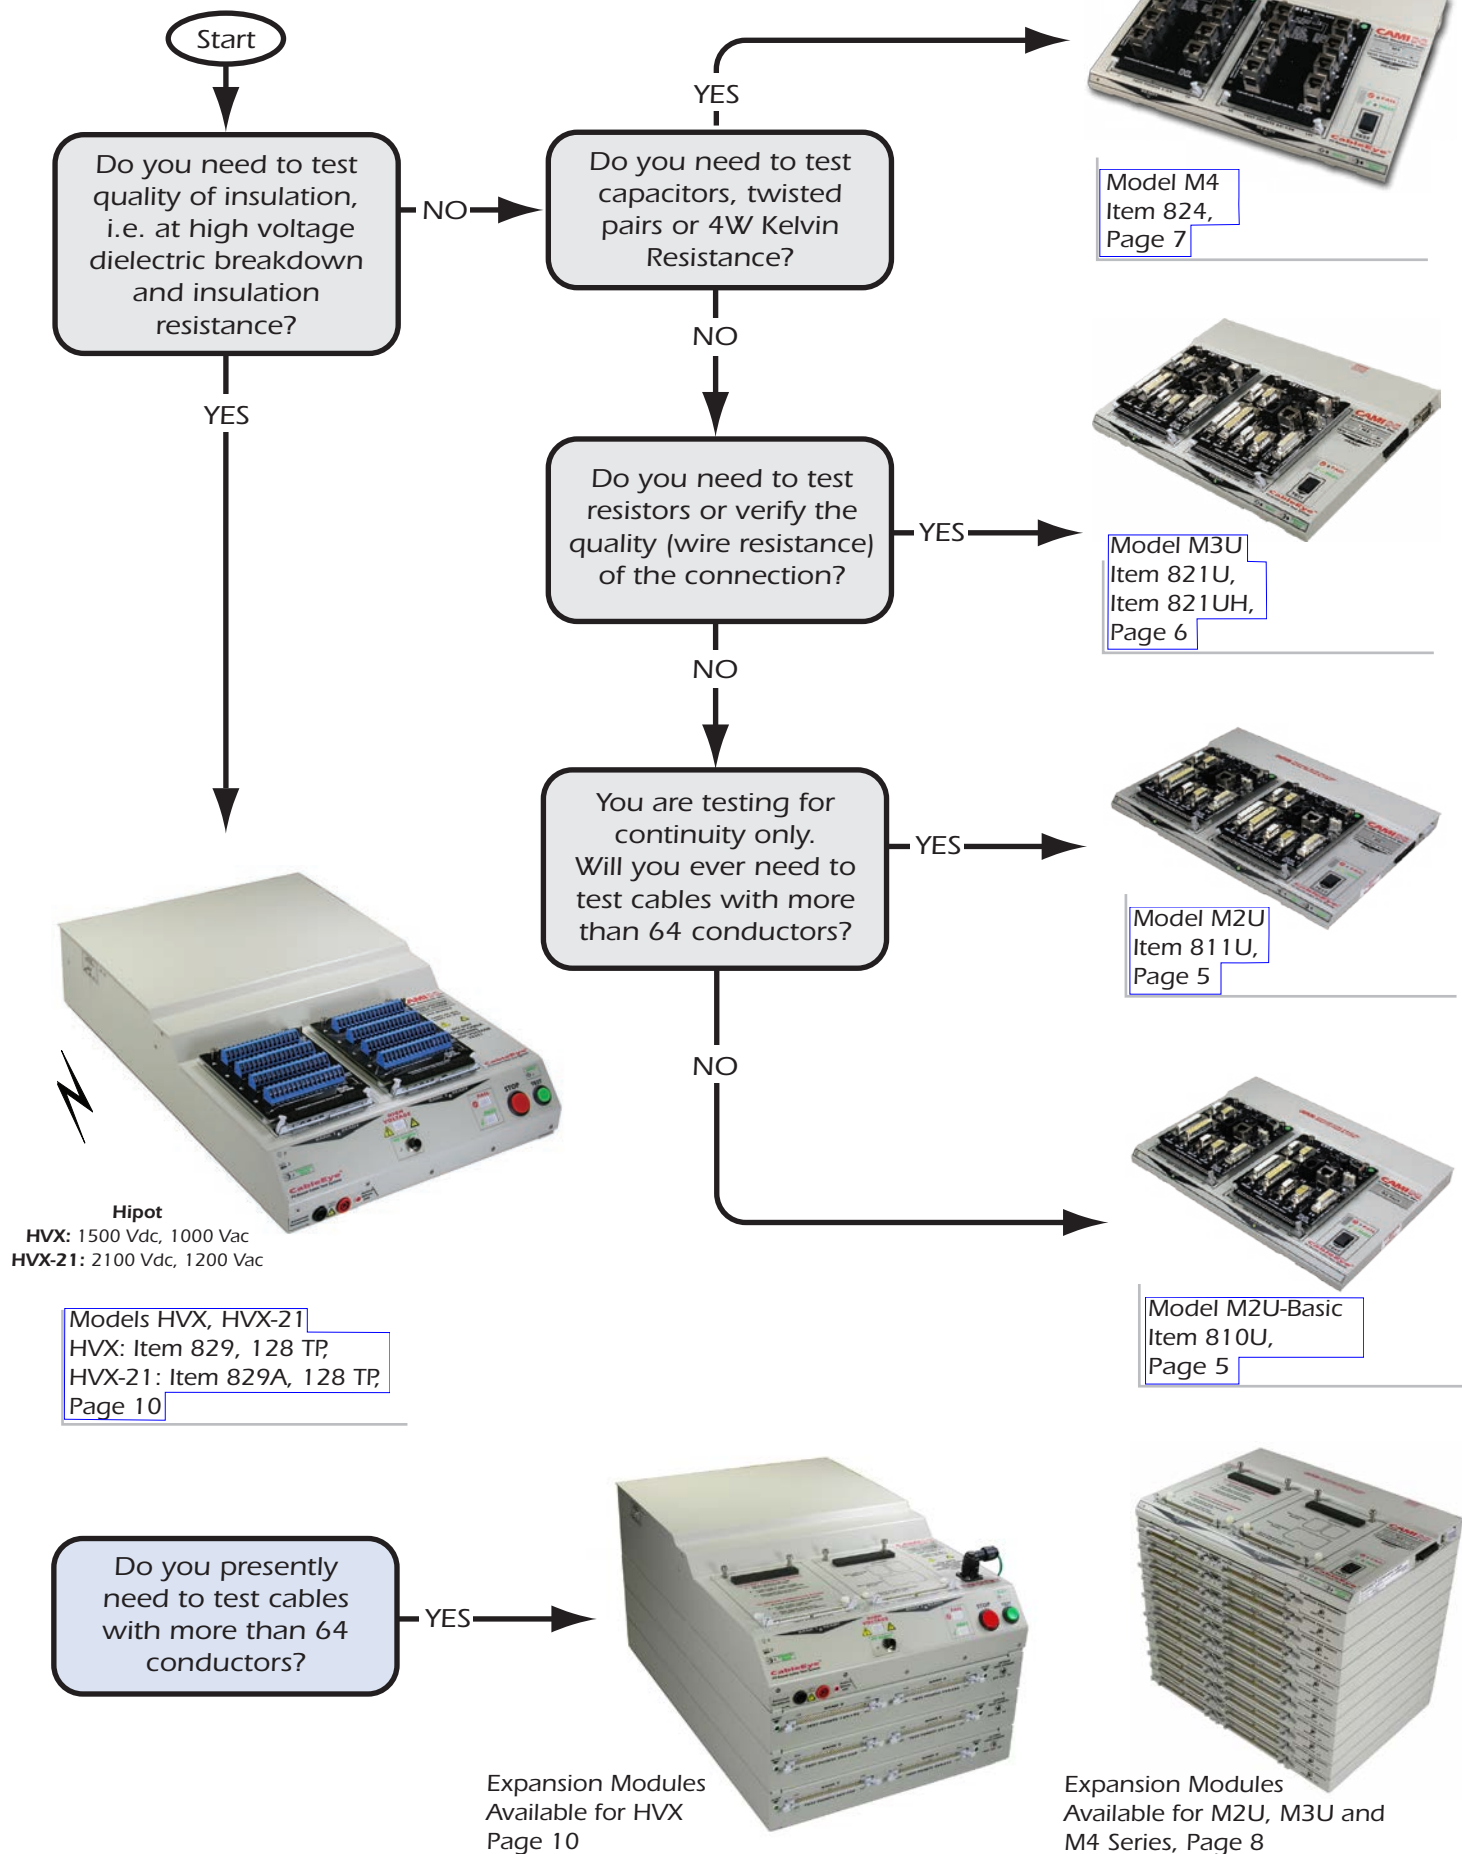 Start
Do you need to test
quality of insulation,
i.e. at high voltage
dielectric breakdown
and insulation
resistance?
NO
YES
Do you need to test
capacitors, twisted
pairs or 4W Kelvin
Resistance?
YES
Model M4
Item 824,
Page 7
NO
Do you need to test
resistors or verify the
quality (wire resistance)
of the connection?
YES
Model M3U
Item 821U,
Item 821UH,
Page 6
NO
You are testing for
continuity only.
Will you ever need to
test cables with more
than 64 conductors?
YES
Model M2U
Item 811U,
Page 5
NO
Model M2U-Basic
Item 810U,
Page 5
CAMI
CableEye
TEST
STOP
TEST
HIGH
VOLTAGE
CableEye
Hipot
HVX: 1500 Vdc, 1000 Vac
HVX-21: 2100 Vdc, 1200 Vac
Models HVX, HVX-21
HVX: Item 829, 128 TP,
HVX-21: Item 829A, 128 TP,
Page 10
Do you presently
need to test cables
with more than 64
conductors?
YES
Expansion Modules
Available for HVX
Page 10
Expansion Modules
Available for M2U, M3U and
M4 Series, Page 8